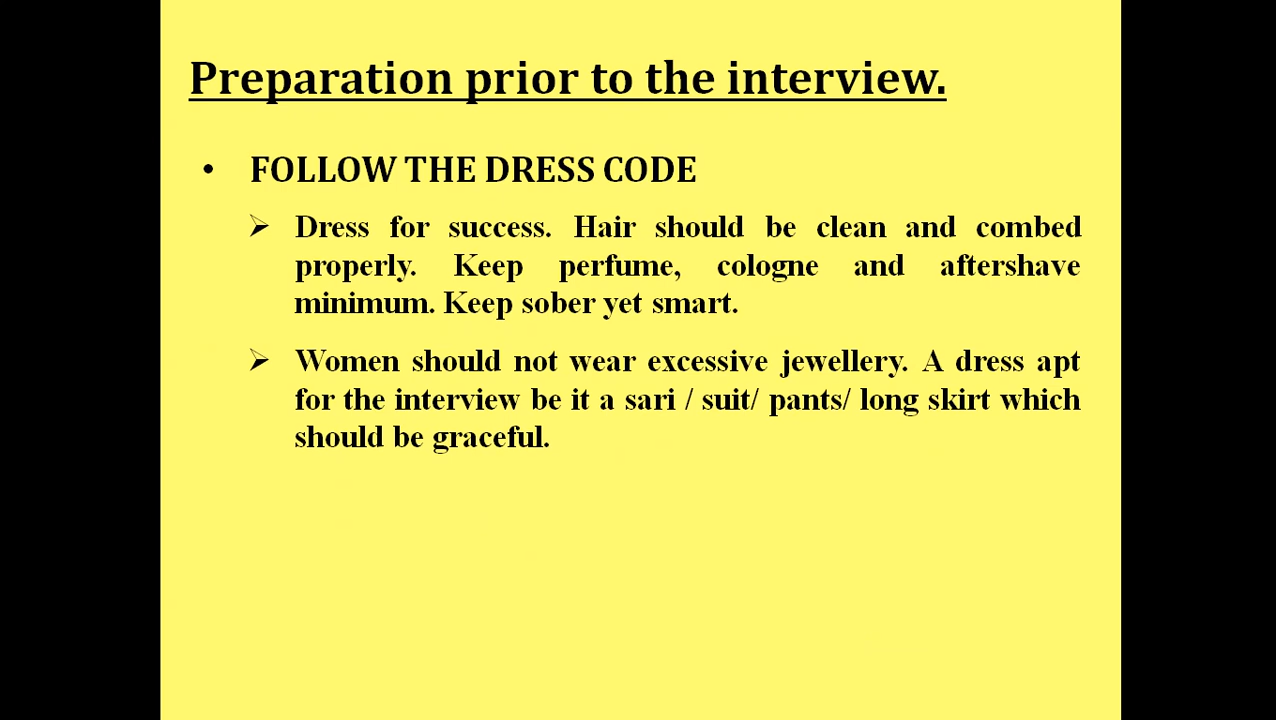 Preparation prior to the interview.
• FOLLOW THE DRESS CODE
➢ Dress for success. Hair should be clean and combed
properly. Keep perfume, cologne and aftershave
minimum. Keep sober yet smart.
➢ Women should not wear excessive jewellery. A dress apt
for the interview be it a sari / suit/ pants/ long skirt which
should be graceful.